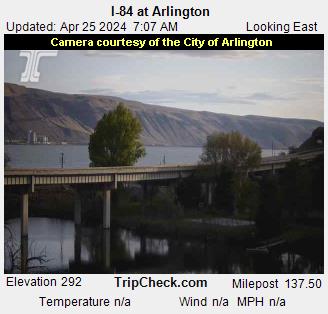 I-84 at Arlington
Updated: Apr 25 2024 7:07 AM Looking East
Camera courtesy of the City of Arlington
Elevation 292 TripCheck.com Milepost 137.50
Temperature n/a Wind n/a MPH n/a